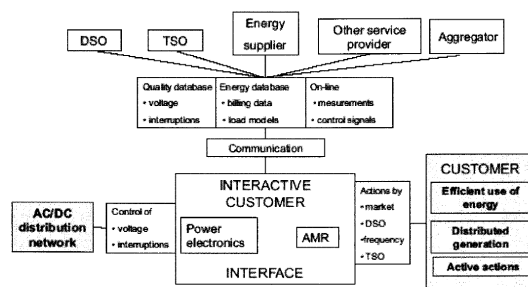 DSO
TSO
Energy
supplier
Other service
provider
Aggregator
Quality database
• voltage
• interruptions
Energy database
• billing data
• load models
On-line
• mesurements
• control signals
Communication
INTERACTIVE
CUSTOMER
Power
electronics
AMR
INTERFACE
AC/DC
distribution
network
Control of
• voltage
• interruptions
Actions by
• market
• DSO
•frequency
• TSO
CUSTOMER
Efficient use of
energy
Distributed
generation
Active actions